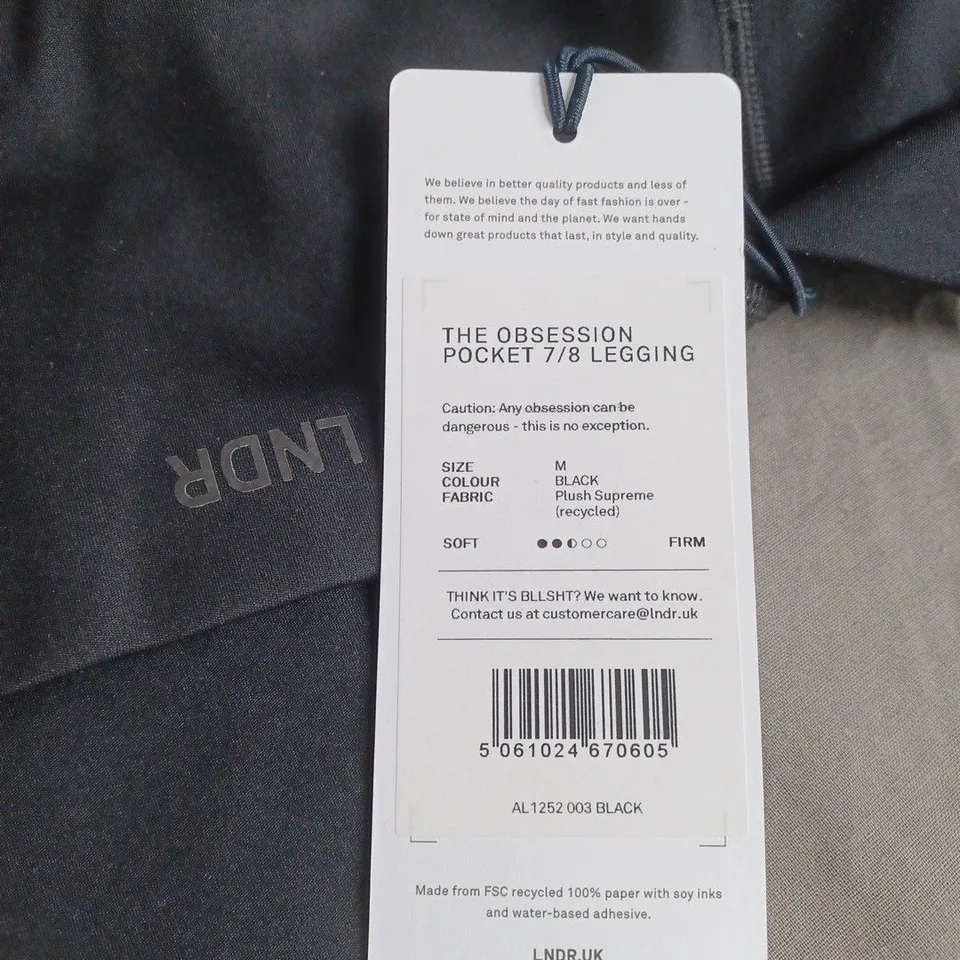 We believe in better quality products and less of
them. We believe the day of fast fashion is over -
for state of mind and the planet. We want hands
down great products that last, in style and quality.
THE OBSESSION
POCKET 7/8 LEGGING
Caution: Any obsession can be
dangerous - this is no exception.
SIZE M
COLOUR BLACK
FABRIC Plush Supreme
(recycled)
SOFT FIRM
THINK IT'S BLLSHT? We want to know.
Contact us at customercare@lndr.uk
5 061024 670605
AL1252 003 BLACK
Made from FSC recycled 100% paper with soy inks
and water-based adhesive.
LNDR.UK
LNDR